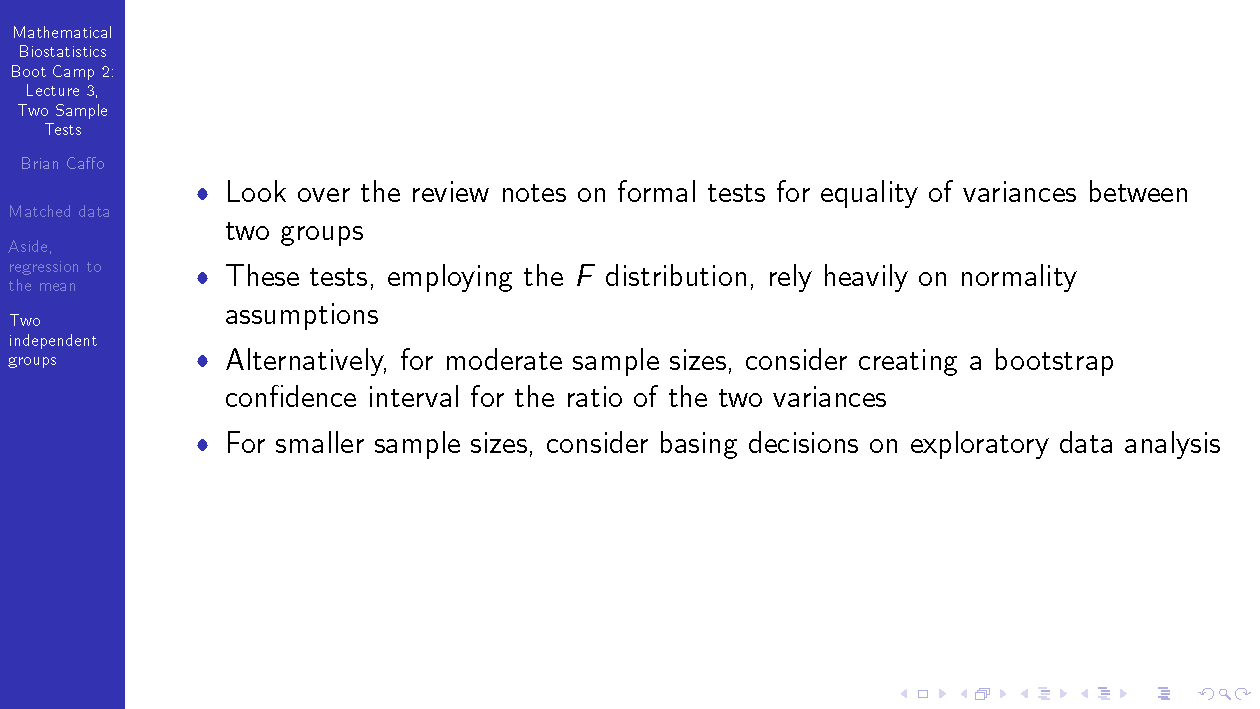 Mathematical
Biostatistics
Boot Camp 2:
Lecture 3,
Two Sample
Tests
Brian Caffo
Matched data
Aside,
regression to
the mean
Two
independent
groups
• Look over the review notes on formal tests for equality of variances between
two groups
• These tests, employing the F distribution, rely heavily on normality
assumptions
• Alternatively, for moderate sample sizes, consider creating a bootstrap
confidence interval for the ratio of the two variances
• For smaller sample sizes, consider basing decisions on exploratory data analysis